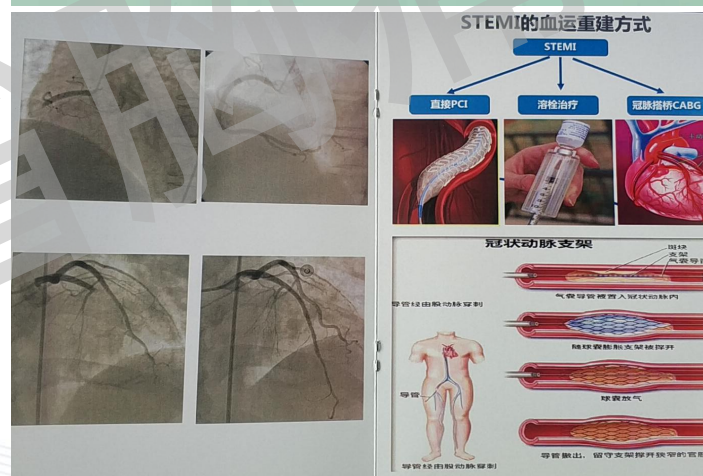 STEMI的血运重建方式
STEMI
直接PCI
溶栓治疗
冠脉搭桥CABG
冠状动脉支架
斑块
支架
气囊导
气囊导管被置入冠状动脉内
导管经由股动脉穿刺
随球囊膨胀支架被撑开
导管
球囊放气
导管撤出，留守支架撑开狭窄的官
导管经由股动脉穿刺